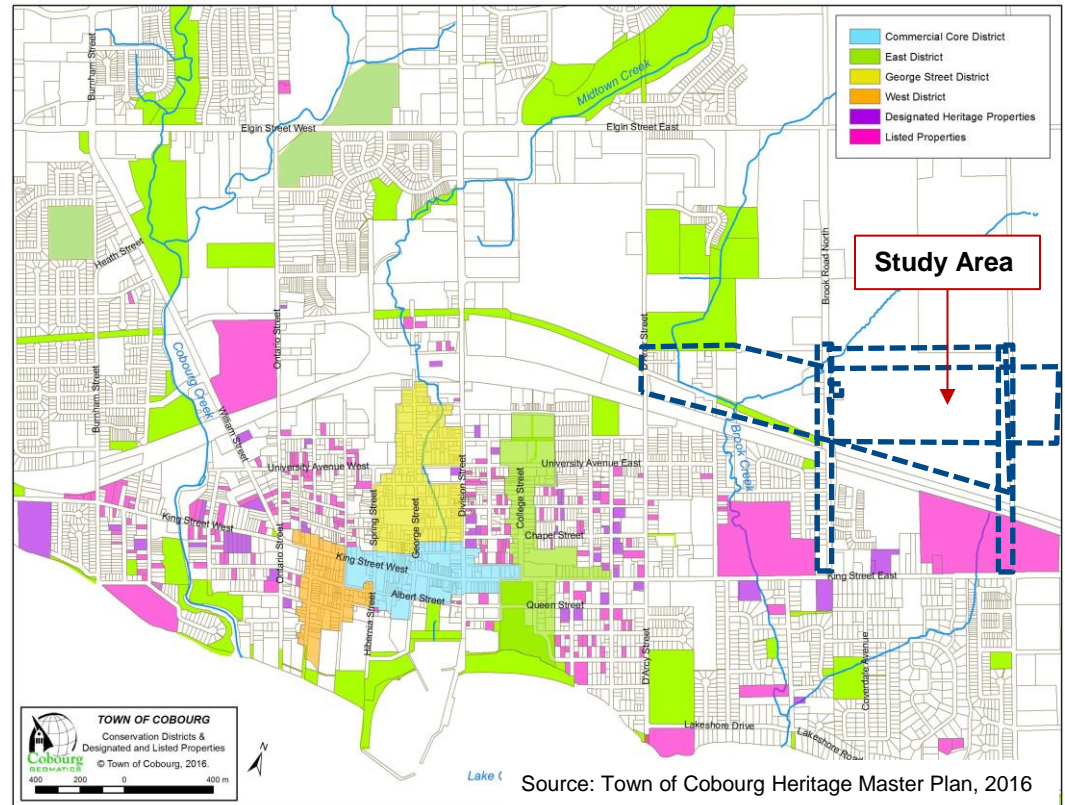 Commercial Core District
East District
George Street District
West District
Designated Heritage Properties
Listed Properties
Burnham Street
Midtown Creek
Elgin Street West
Elgin Street East
Heath Street
Brook Road North
Study Area
Ontario Street
Cobourg Creek
D'Arcy Street
Burnham Street
William Street
Brook Creek
University Avenue West
Division Street
University Avenue East
Spring Street
George Street
College Street
King Street West
Chapel Street
Ontario Street
King Street West
King Street East
Albert Street
Queen Street
Hibernia Street
D'Arcy Street
Coverdale Avenue
Lakeshore Drive
Lakeshore Road
TOWN OF COBOURG
Conservation Districts &
Designated and Listed Properties
© Town of Cobourg, 2016.
Cobourg
GEOMATICS
N
400 200 0 400 m
Lake
Source: Town of Cobourg Heritage Master Plan, 2016